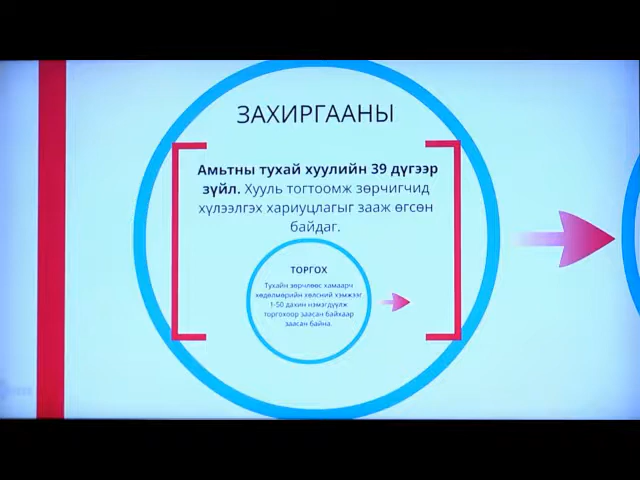 ЗАХИРГААНЫ
Амьтны тухай хуулийн 39 дүгээр
зүйл. Хууль тогтоомж зөрчигчид
хүлээлгэх хариуцлагыг зааж өгсөн
байдаг.
ТОРГОХ
Тухайн зөрчлөөс хамаарч
хөдөлмөрийн хөлсний хэмжээг
1-50 дахин нэмэгдүүлж
торгохоор заасан байхаар
заасан байна.